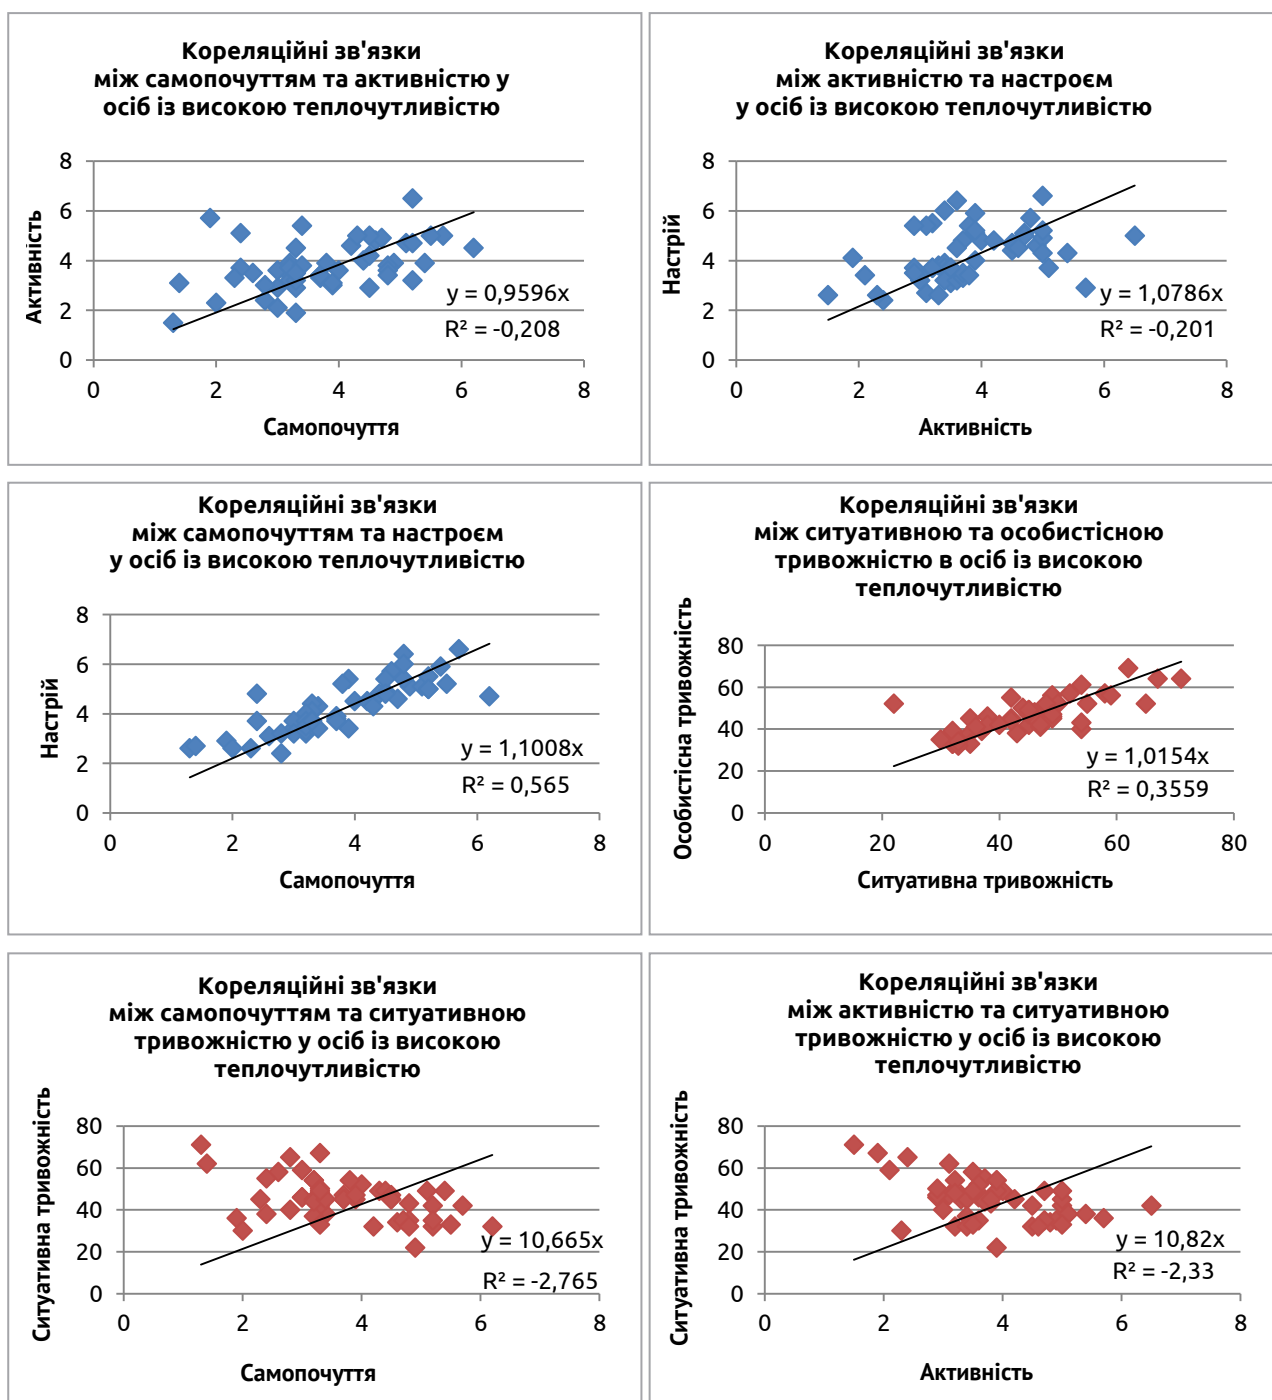 Кореляційні зв'язки
між самопочуттям та активністю у
осіб із високою теплочутливістю
Активність
8
6
4
2
0
0 2 4 6 8
y = 0,9596x
R² = -0,208
Самопочуття
Кореляційні зв'язки
між активністю та настроєм
у осіб із високою теплочутливістю
Настрій
8
6
4
2
0
0 2 4 6 8
y = 1,0786x
R² = -0,201
Активність
Кореляційні зв'язки
між самопочуттям та настроєм
у осіб із високою теплочутливістю
Настрій
8
6
4
2
0
0 2 4 6 8
y = 1,1008x
R² = 0,565
Самопочуття
Кореляційні зв'язки
між ситуативною та особистісною
тривожністю в осіб із високою
теплочутливістю
Особистісна тривожність
80
60
40
20
0
0 20 40 60 80
y = 1,0154x
R² = 0,3559
Ситуативна тривожність
Кореляційні зв'язки
між самопочуттям та ситуативною
тривожністю у осіб із високою
теплочутливістю
Ситуативна тривожність
80
60
40
20
0
0 2 4 6 8
y = 10,665x
R² = -2,765
Самопочуття
Кореляційні зв'язки
між активністю та ситуативною
тривожністю у осіб із високою
теплочутливістю
Ситуативна тривожність
80
60
40
20
0
0 2 4 6 8
y = 10,82x
R² = -2,33
Активність